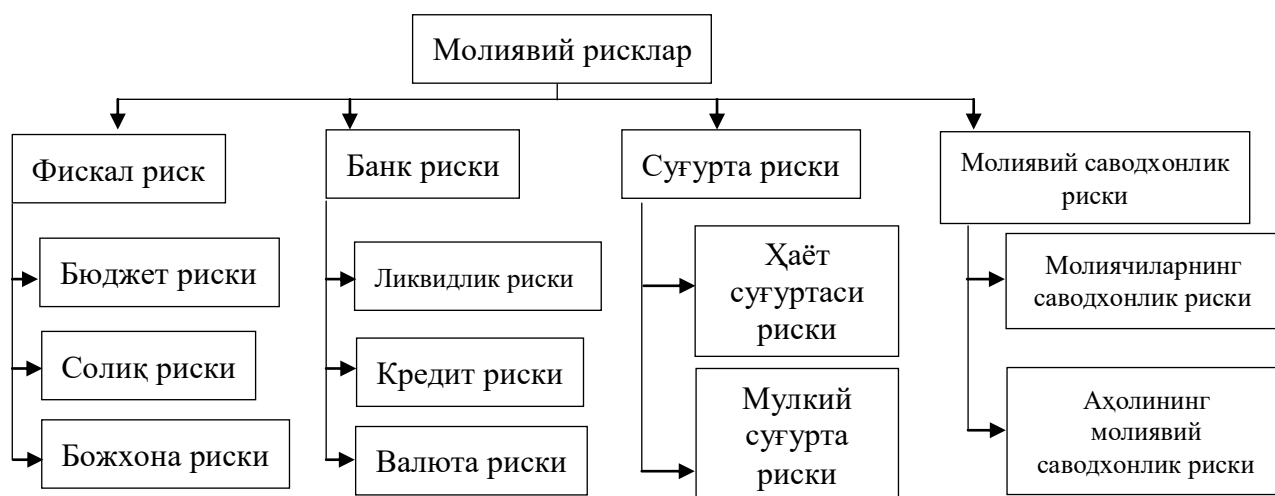 Молиявий рисклар
Фискал риск
Бюджет риски
Солиқ риски
Божхона риски
Банк риски
Ликвидлик риски
Кредит риски
Валюта риски
Суғурта риски
Ҳаёт
суғуртаси
риски
Мулкий
суғурта
риски
Молиявий саводхонлик
риски
Молиячиларнинг
саводхонлик риски
Аҳолининг
молиявий
саводхонлик риски